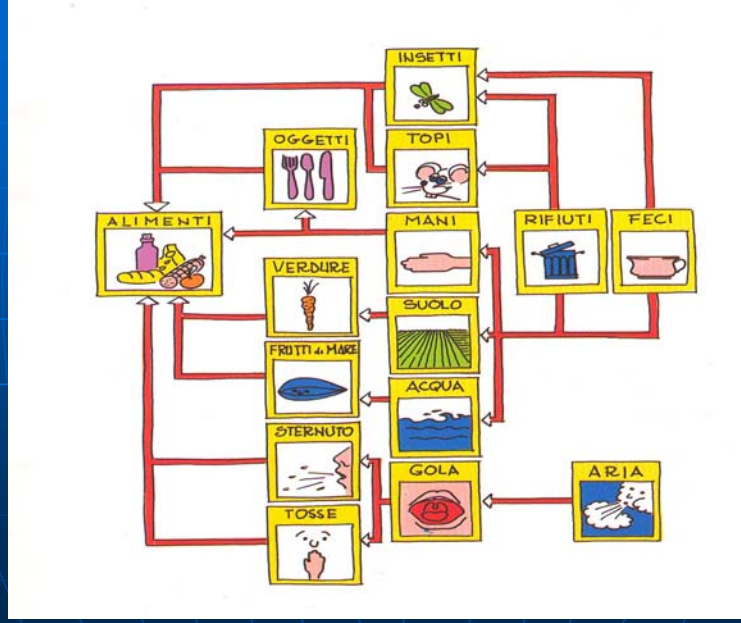 INSETTI
OGGETTI
TOPI
ALIMENTI
MANI
RIFIUTI
FECI
VERDURE
SUOLO
FRUTTI di MARE
ACQUA
STERNUTO
GOLA
ARIA
TOSSE